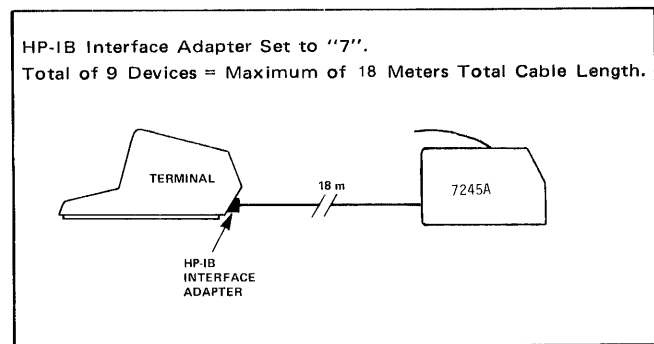 HP-IB Interface Adapter Set to "7".
Total of 9 Devices = Maximum of 18 Meters Total Cable Length.
TERMINAL
18 m
7245A
HP-IB
INTERFACE
ADAPTER